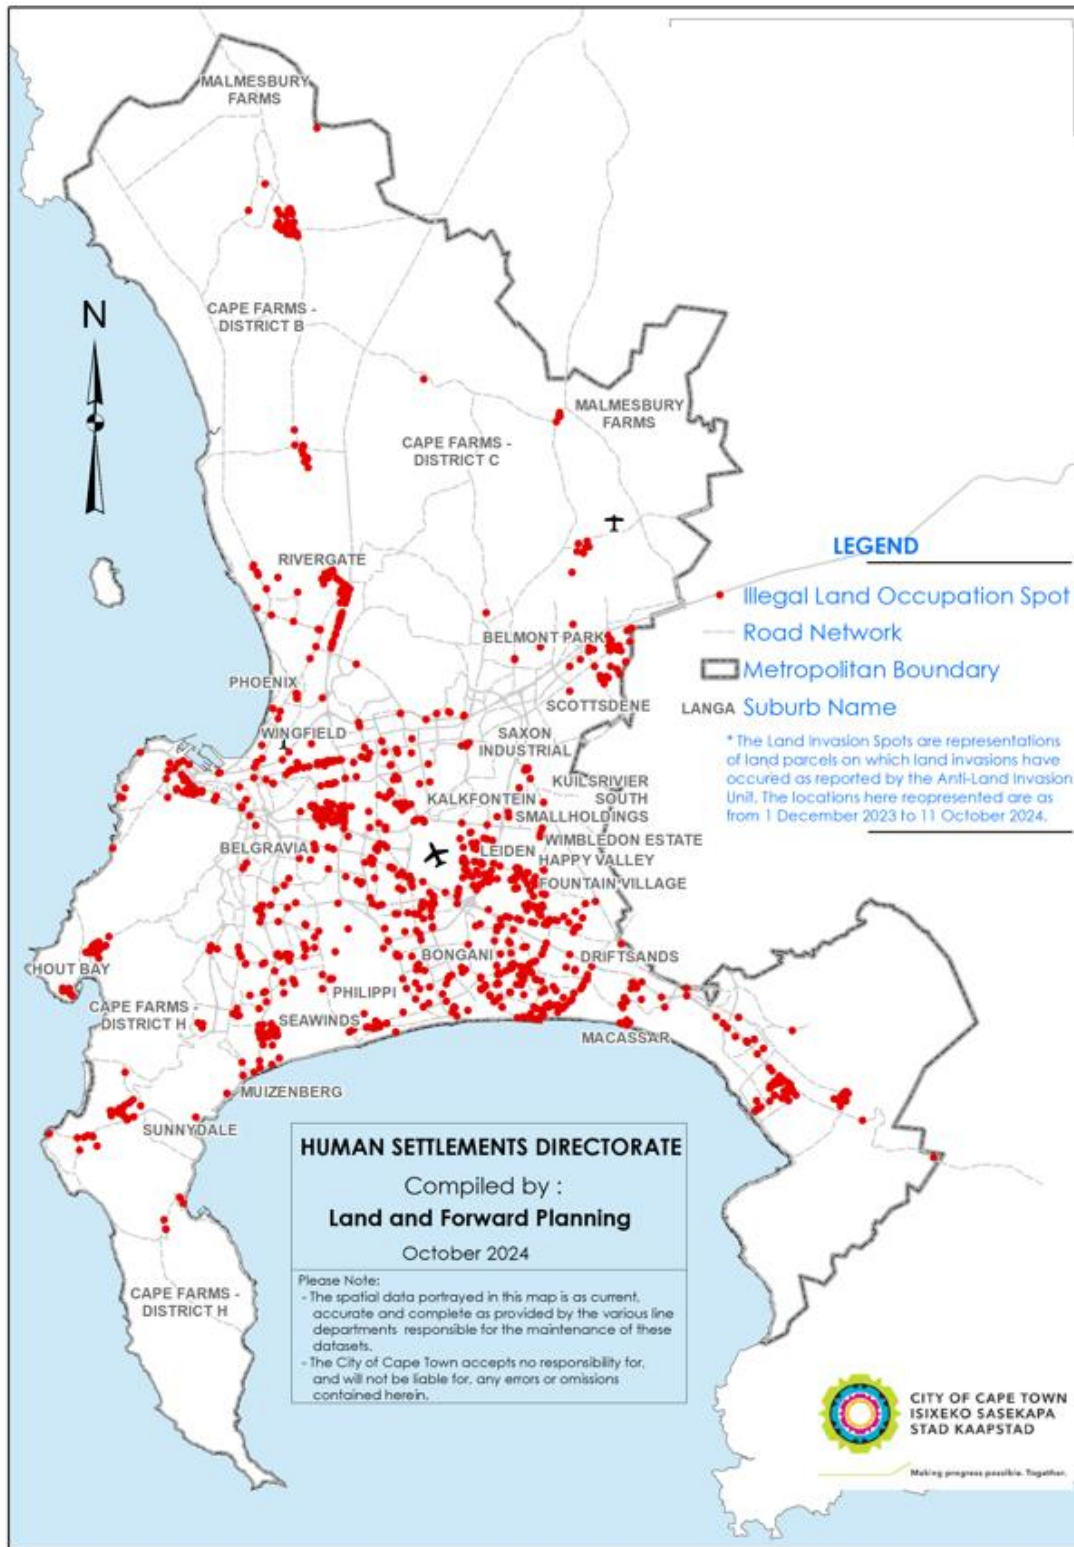 MALMESBURY
FARMS
N
CAPE FARMS -
DISTRICT B
MALMESBURY
FARMS
CAPE FARMS -
DISTRICT C
RIVERGATE
BELMONT PARK
PHOENIX
SCOTTSDENE
WINGFIELD
SAXON
INDUSTRIAL
KUILSRIVIER
SOUTH
SMALLHOLDINGS
KALKFONTEIN
WIMBLEDON ESTATE
BELGRAVIA
LEIDEN
HAPPY VALLEY
FOUNTAIN VILLAGE
BONGANI
DRIFTSANDS
HOUT BAY
PHILIPPI
CAPE FARMS -
DISTRICT H
SEAWINDS
MACASSAR
MUIZENBERG
SUNNYDALE
CAPE FARMS -
DISTRICT H
LEGEND
Illegal Land Occupation Spot
Road Network
Metropolitan Boundary
LANGA Suburb Name
* The Land Invasion Spots are representations
of land parcels on which land invasions have
occured as reported by the Anti-Land Invasion
Unit. The locations here reopresented are as
from 1 December 2023 to 11 October 2024.
HUMAN SETTLEMENTS DIRECTORATE
Compiled by :
Land and Forward Planning
October 2024
Please Note:
- The spatial data portrayed in this map is as current,
accurate and complete as provided by the various line
departments responsible for the maintenance of these
datasets.
- The City of Cape Town accepts no responsibility for,
and will not be liable for, any errors or omissions
contained herein.
CITY OF CAPE TOWN
ISIXEKO SASEKAPA
STAD KAAPSTAD
Making progress possible. Together.